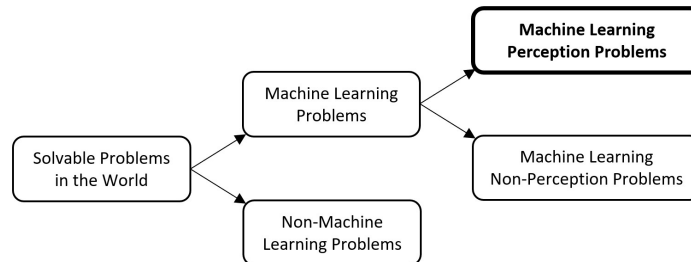 Machine Learning
Perception Problems
Machine Learning
Problems
Solvable Problems
in the World
Machine Learning
Non-Perception Problems
Non-Machine
Learning Problems